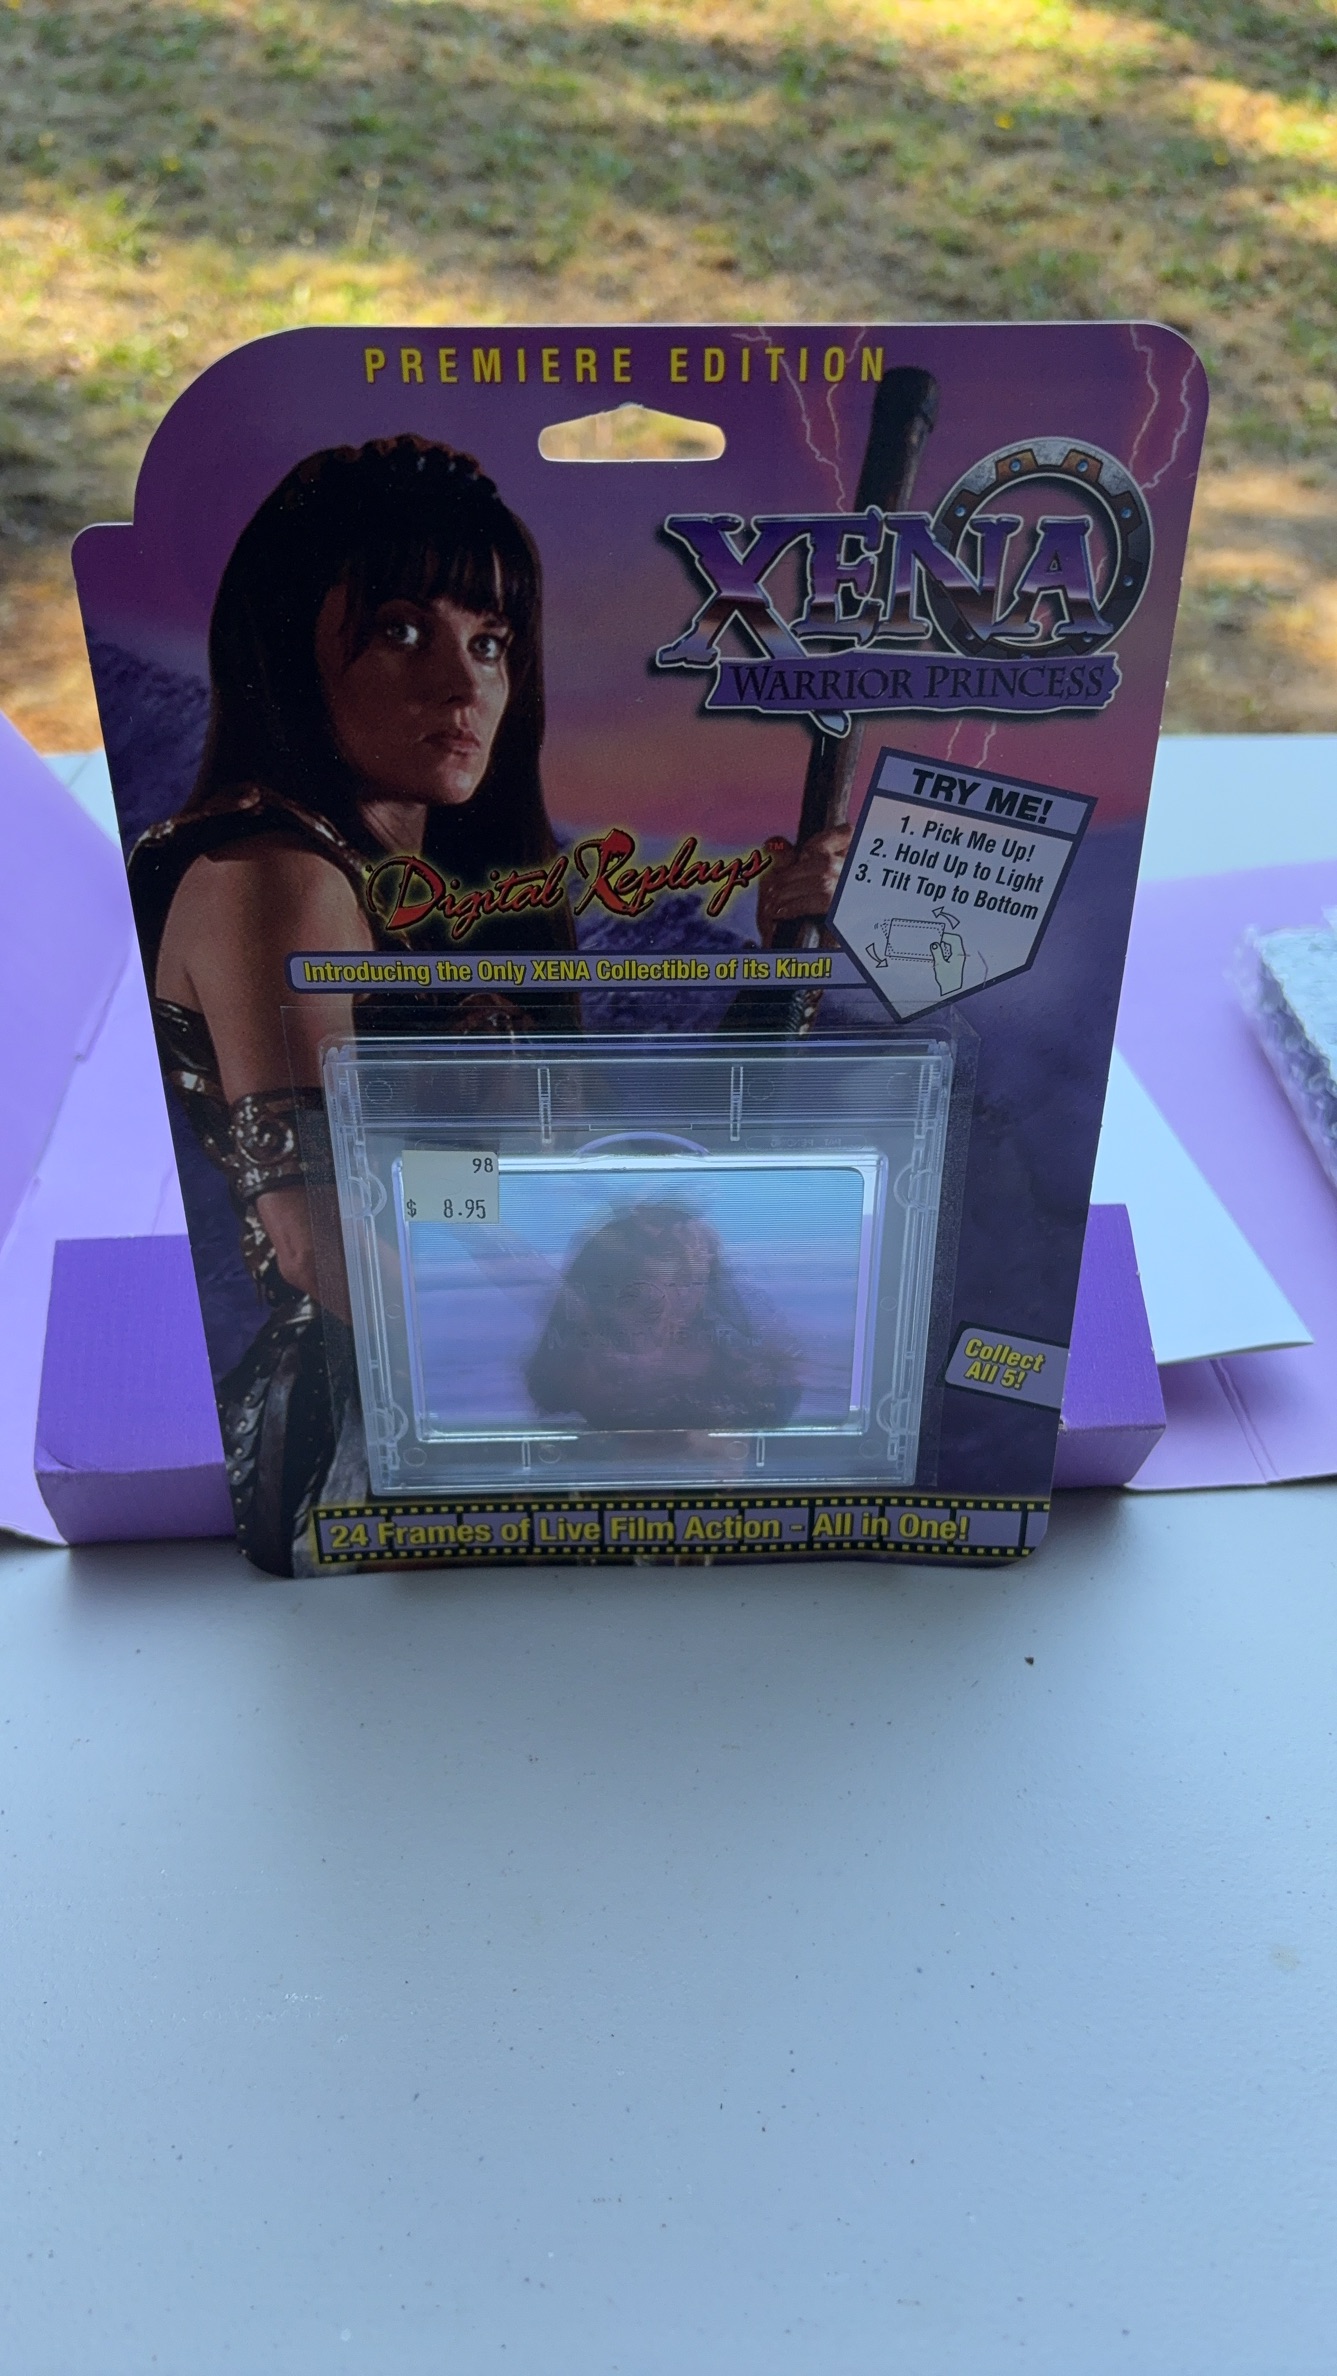 PREMIERE EDITION
XENA
WARRIOR PRINCESS
TRY ME!
1. Pick Me Up!
2. Hold Up to Light
3. Tilt Top to Bottom
Digital Replays™
Introducing the Only XENA Collectible of its Kind!
98
$ 8.95
Collect
All 5!
24 Frames of Live Film Action - All in One!